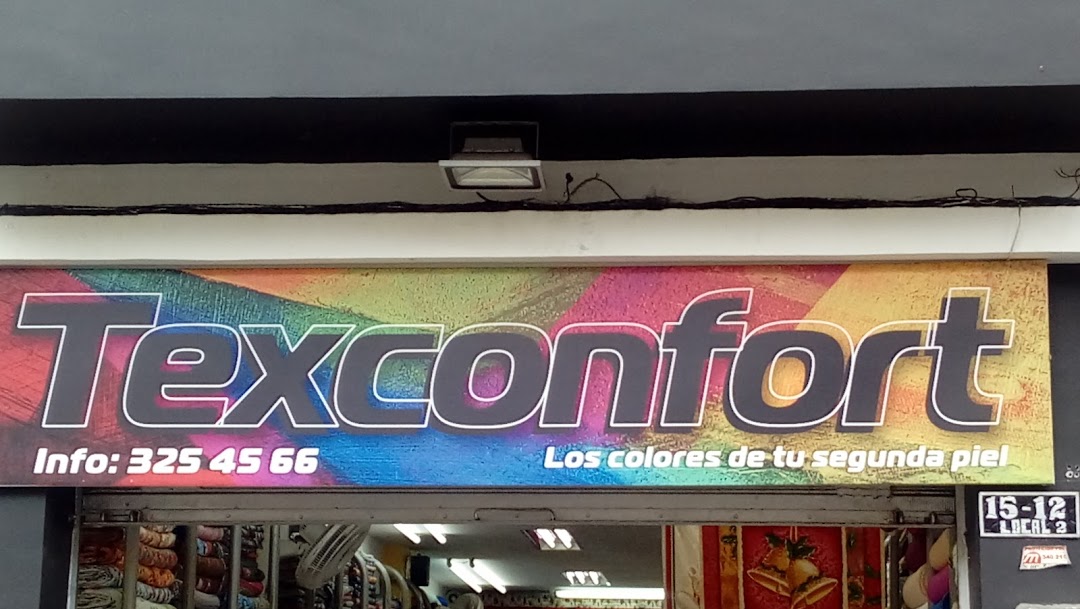 Texconfort
Info: 325 45 66
Los colores de tu segunda piel
15-12
LOCAL 2